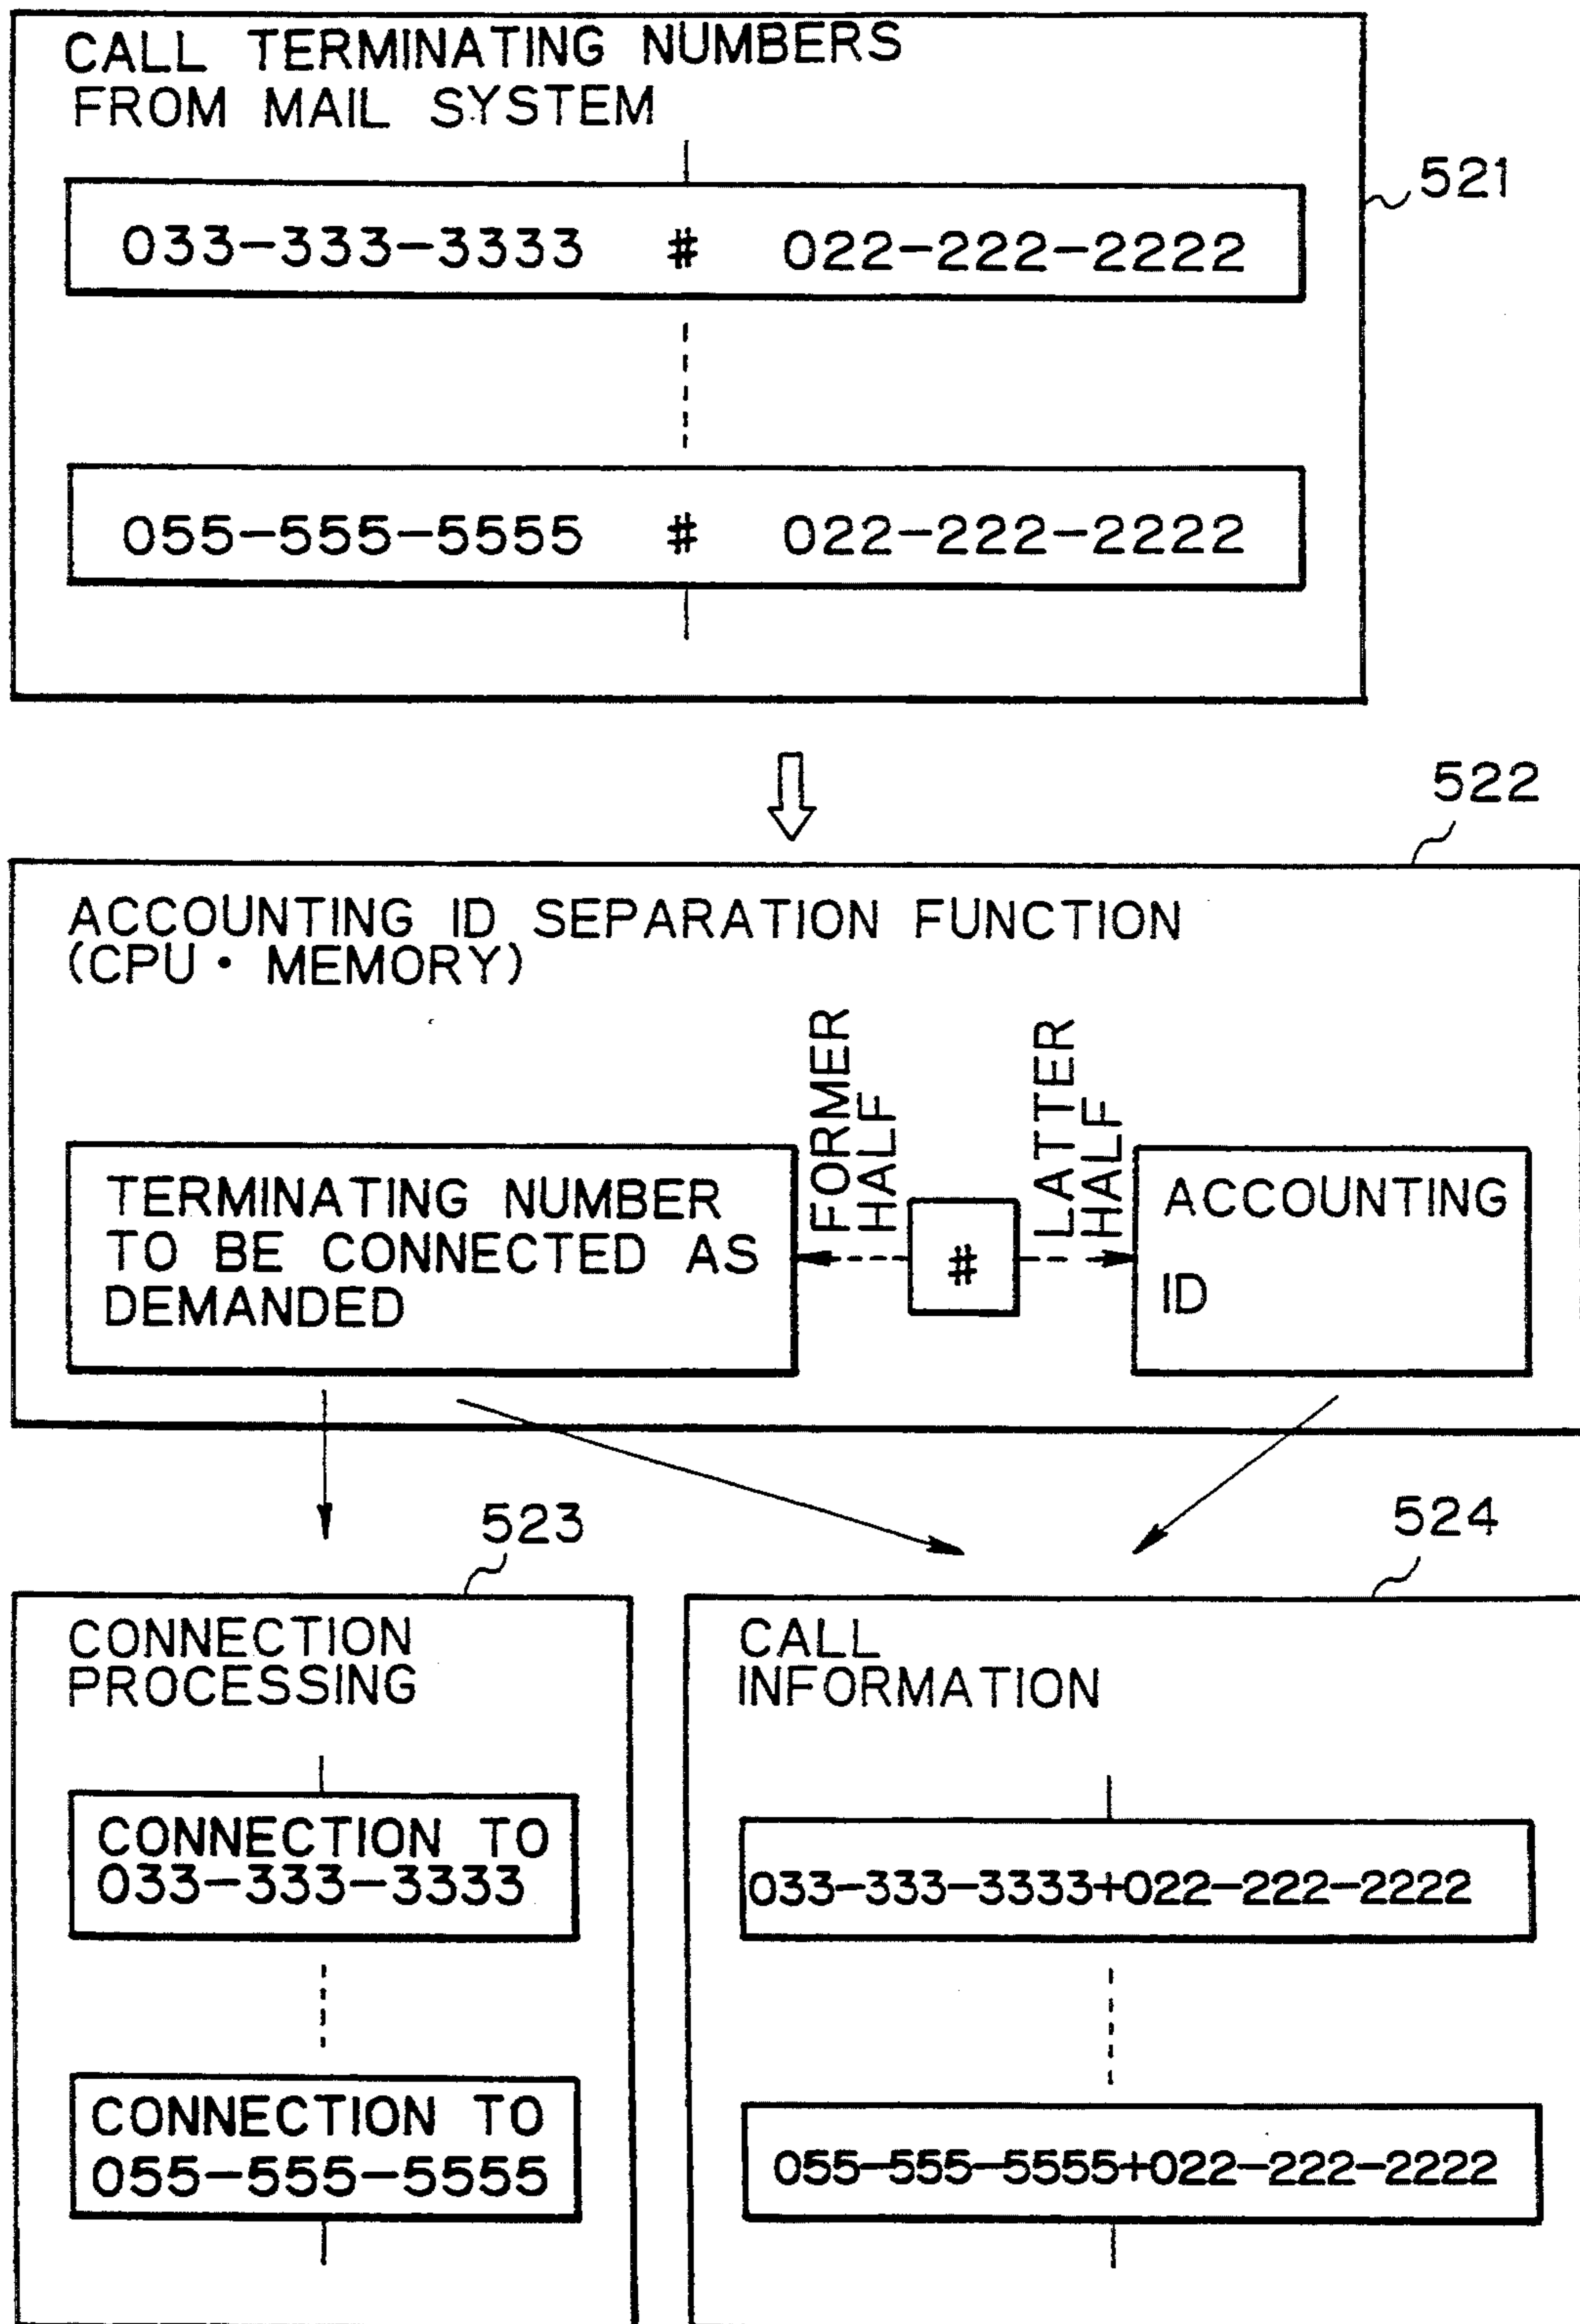 CALL TERMINATING NUMBERS
FROM MAIL SYSTEM
521
033-333-3333 # 022-222-2222
055-555-5555 # 022-222-2222
522
ACCOUNTING ID SEPARATION FUNCTION
(CPU・MEMORY)
FORMER
HALF
LATTER
HALF
TERMINATING NUMBER
TO BE CONNECTED AS
DEMANDED
#
ACCOUNTING
ID
523
524
CONNECTION
PROCESSING
CONNECTION TO
033-333-3333
CONNECTION TO
055-555-5555
CALL
INFORMATION
033-333-3333+022-222-2222
055-555-5555+022-222-2222